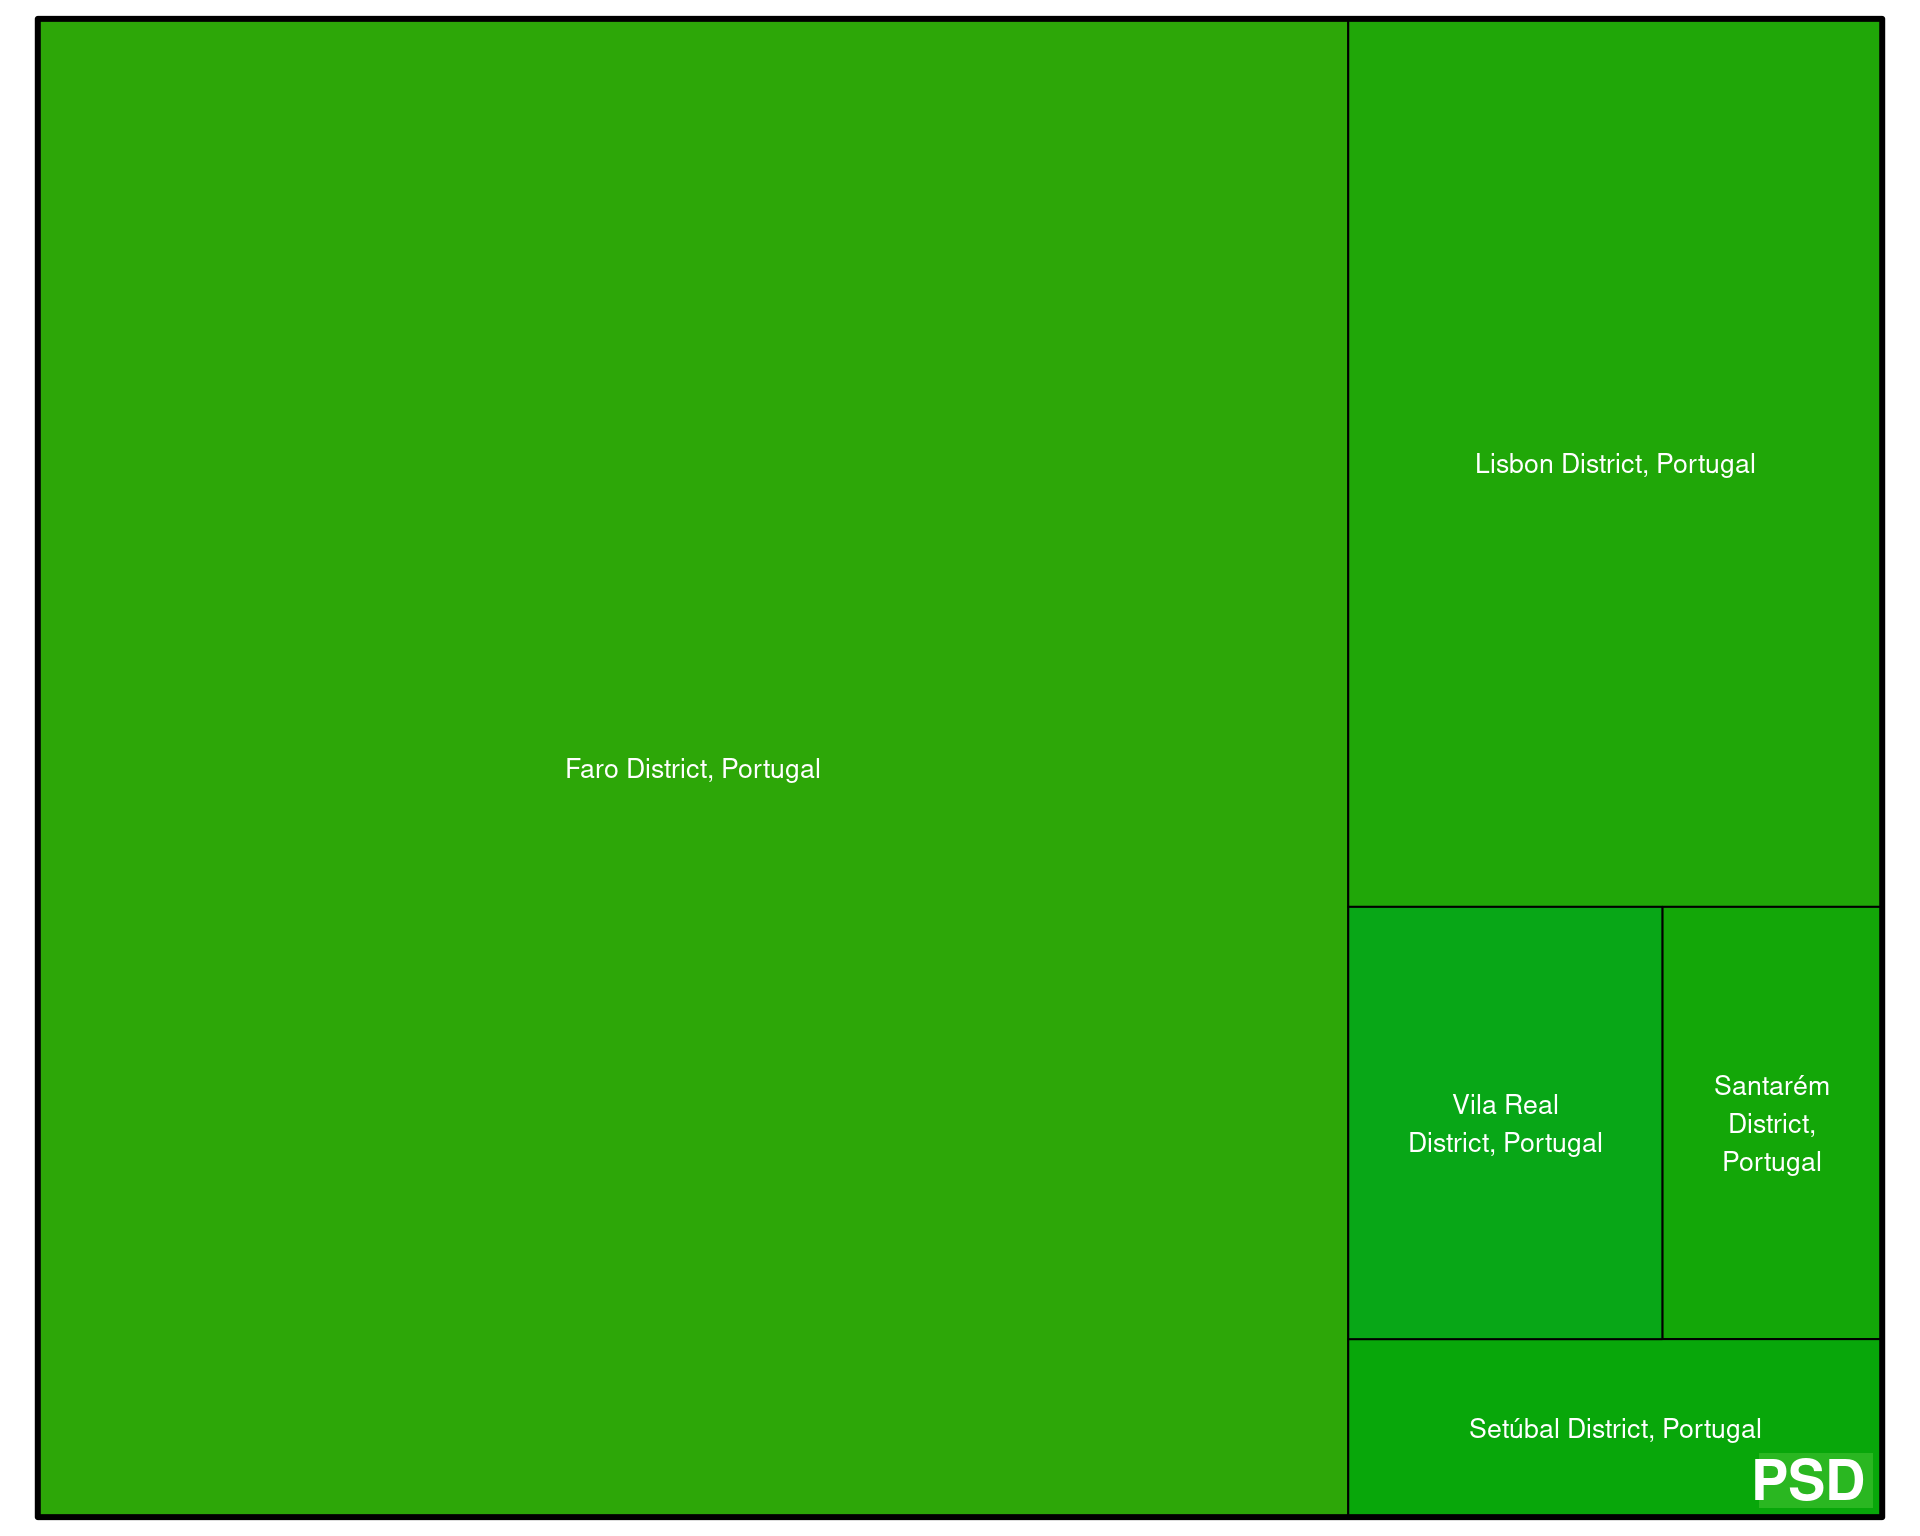 Faro District, Portugal
Lisbon District, Portugal
Vila Real
District, Portugal
Santarém
District,
Portugal
Setúbal District, Portugal
PSD